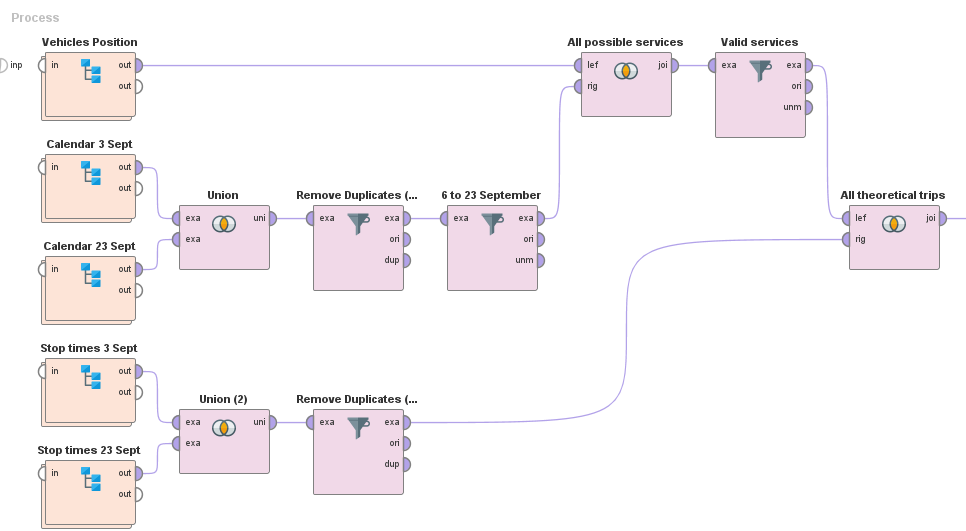 Process
inp
Vehicles Position
in out
out
All possible services
lef joi
rig
Valid services
exa exa
ori
unm
Calendar 3 Sept
in out
out
Union
exa uni
exa
Remove Duplicates (...
exa exa
ori
dup
6 to 23 September
exa exa
ori
unm
All theoretical trips
lef joi
rig
Calendar 23 Sept
in out
out
Stop times 3 Sept
in out
out
Union (2)
exa uni
exa
Remove Duplicates (...
exa exa
ori
dup
Stop times 23 Sept
in out
out